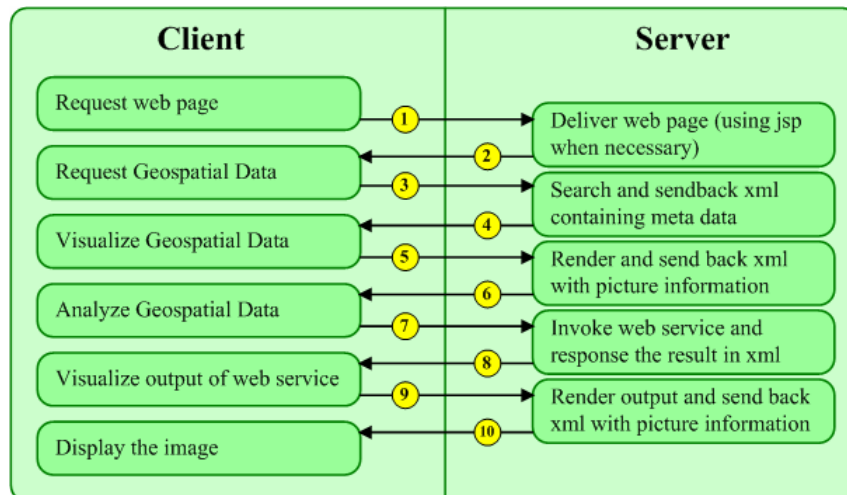 Client
Server
Request web page
1
Deliver web page (using jsp
when necessary)
2
Request Geospatial Data
3
Search and sendback xml
containing meta data
4
Visualize Geospatial Data
5
Render and send back xml
with picture information
6
Analyze Geospatial Data
7
Invoke web service and
response the result in xml
8
Visualize output of web service
9
Render output and send back
xml with picture information
10
Display the image